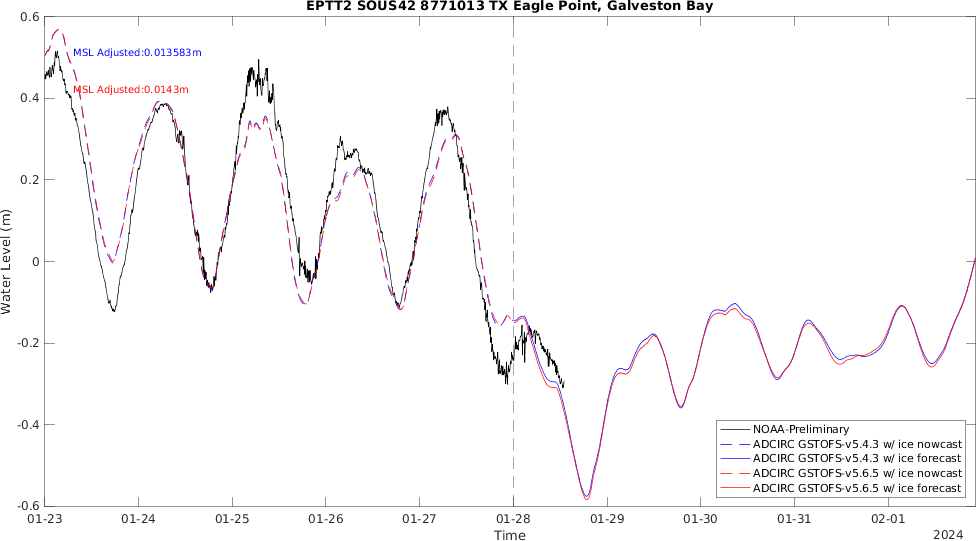 EPTT2 SOUS42 8771013 TX Eagle Point, Galveston Bay
MSL Adjusted:0.013583m
MSL Adjusted:0.0143m
Water Level (m)
0.6
0.4
0.2
0
-0.2
-0.4
-0.6
NOAA-Preliminary
ADCIRC GSTOFS-v5.4.3 w/ ice nowcast
ADCIRC GSTOFS-v5.4.3 w/ ice forecast
ADCIRC GSTOFS-v5.6.5 w/ ice nowcast
ADCIRC GSTOFS-v5.6.5 w/ ice forecast
01-23 01-24 01-25 01-26 01-27 01-28 01-29 01-30 01-31 02-01
Time
2024